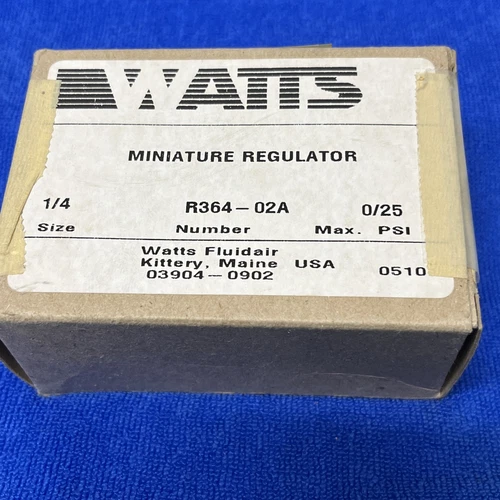 WATTS
MINIATURE REGULATOR
1/4 R364-02A 0/25
Size Number Max. PSI
Watts Fluidair
Kittery, Maine USA
03904-0902 0510